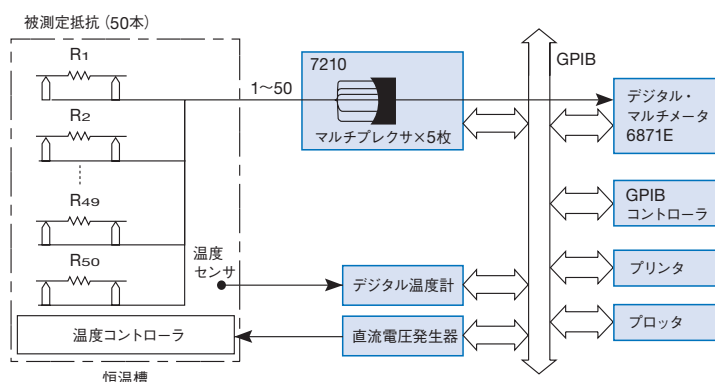 被測定抵抗(50本)
R1
R2
R49
R50
温度
センサ
温度コントローラ
恒温槽
1〜50
7210
マルチプレクサ×5枚
デジタル温度計
直流電圧発生器
GPIB
デジタル・
マルチメータ
6871E
GPIB
コントローラ
プリンタ
プロッタ